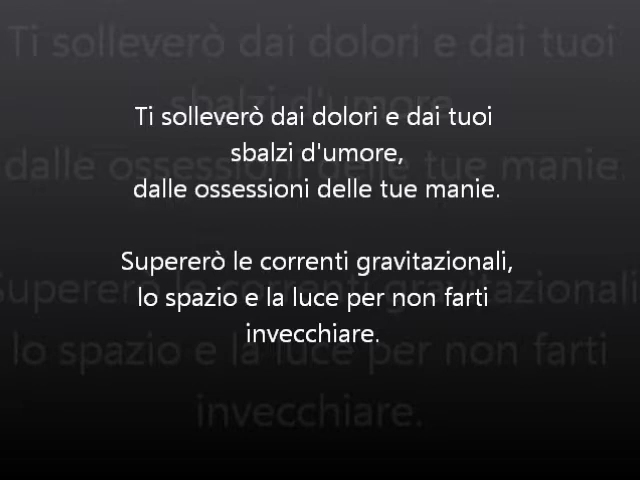 Ti solleverò dai dolori e dai tuoi
sbalzi d'umore,
dalle ossessioni delle tue manie.
Supererò le correnti gravitazionali,
lo spazio e la luce per non farti
invecchiare.